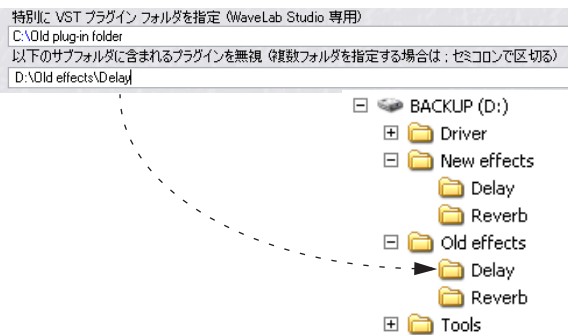 特別に VST プラグイン フォルダを指定（WaveLab Studio 専用）
C:\Old plug-in folder
以下のサブフォルダに含まれるプラグインを無視（複数フォルダを指定する場合は ; セミコロンで区切る）
D:\Old effects\Delay
BACKUP (D:)
Driver
New effects
Delay
Reverb
Old effects
Delay
Reverb
Tools